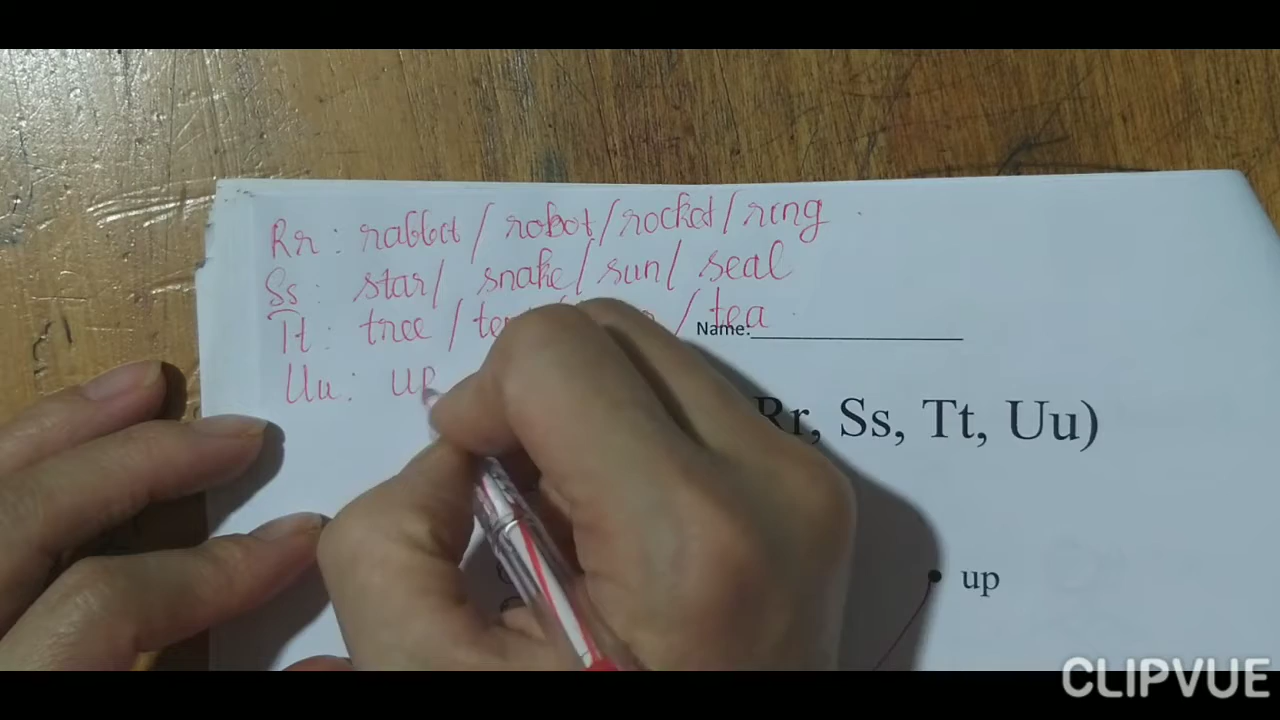 Rr: rabbit / robot / rocket / ring
Ss: star / snake / sun / seal
Tt: tree / / tea
Name:
Uu: up
Rr, Ss, Tt, Uu)
up
CLIPVUE